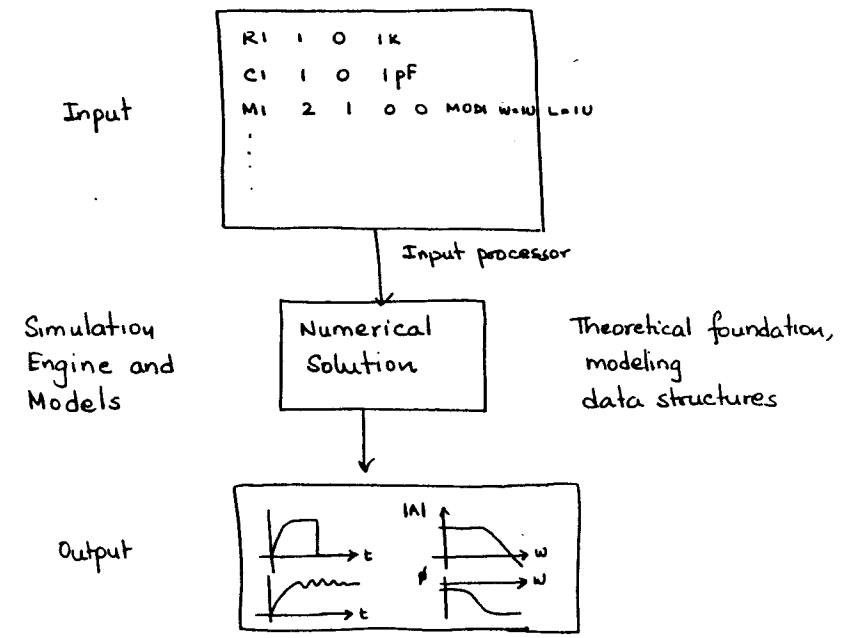 R1 1 0 1K
C1 1 0 1pF
Input
M1 2 1 0 0 MOD1 W=1U L=1U
Input processor
Simulation
Engine and
Models
Numerical
Solution
Theoretical foundation,
modeling
data structures
Output
|A|
t
ω
ϕ
ω
t